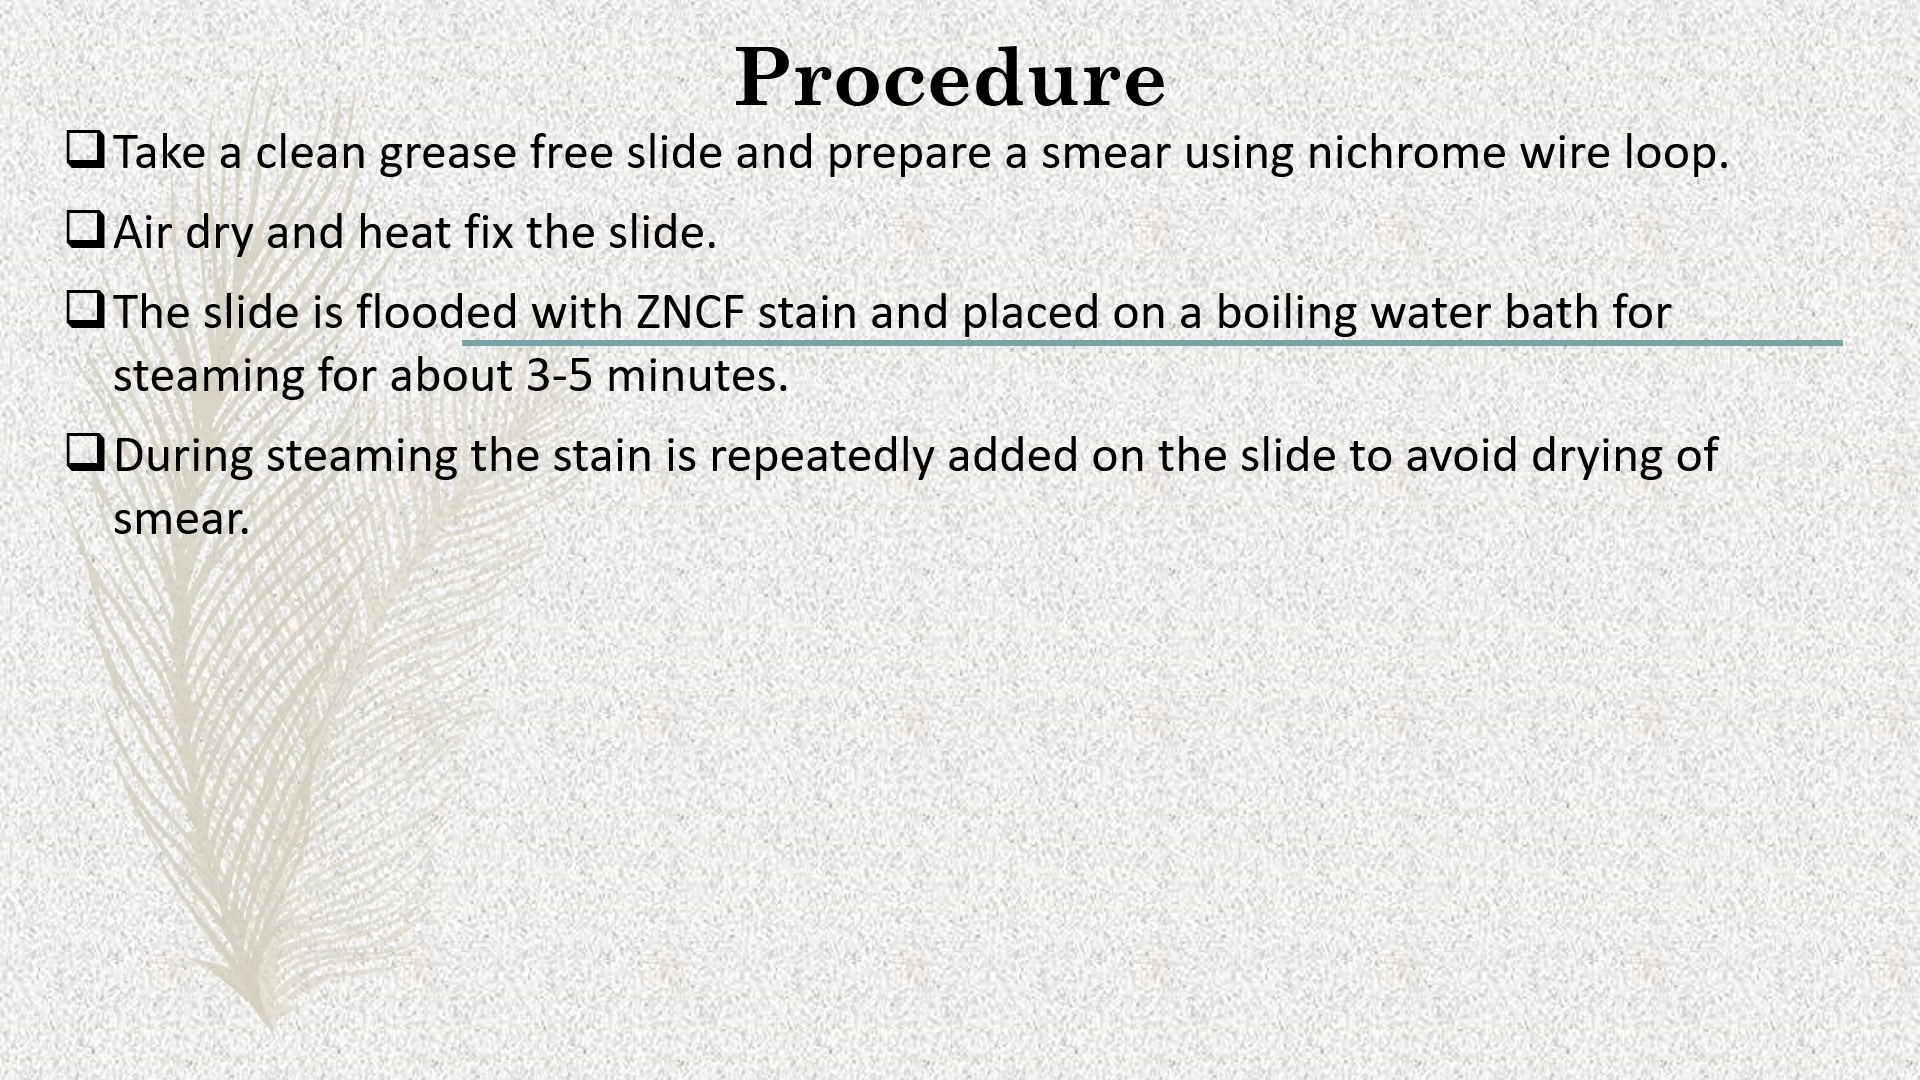 Procedure
❑Take a clean grease free slide and prepare a smear using nichrome wire loop.
❑Air dry and heat fix the slide.
❑The slide is flooded with ZNCF stain and placed on a boiling water bath for
steaming for about 3-5 minutes.
❑During steaming the stain is repeatedly added on the slide to avoid drying of
smear.